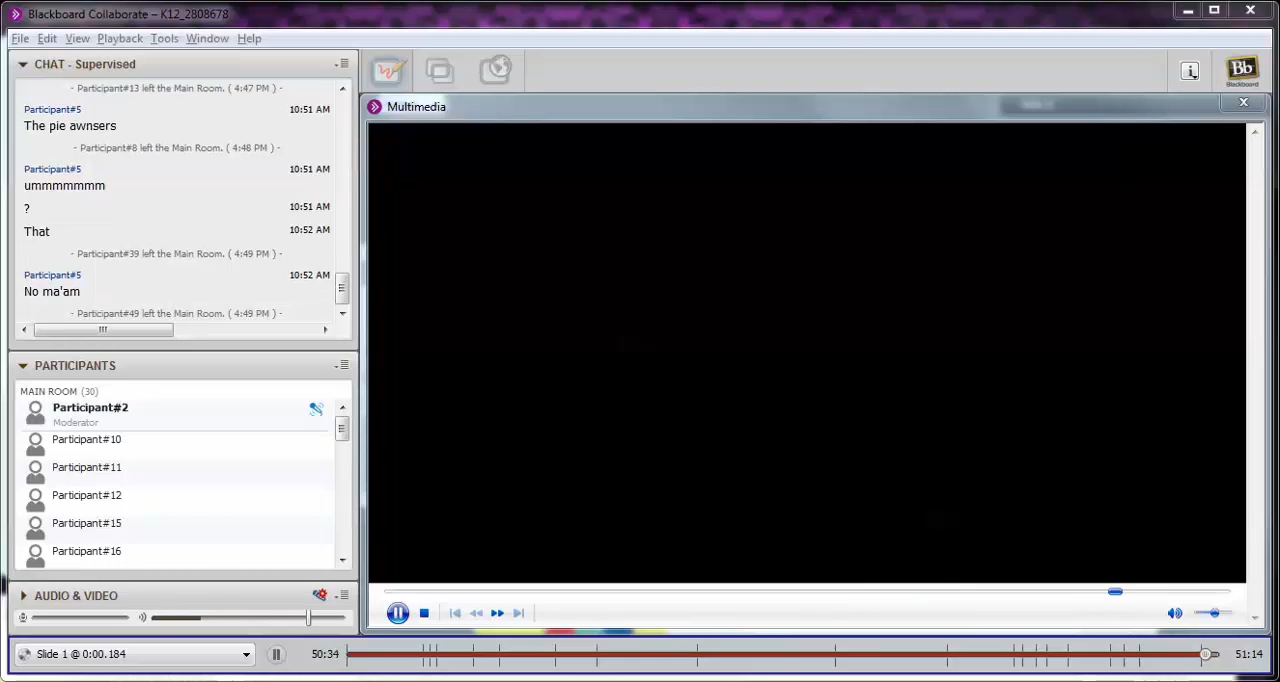 Blackboard Collaborate – K12_2808678
File Edit View Playback Tools Window Help
CHAT - Supervised
- Participant#13 left the Main Room. ( 4:47 PM ) -
Participant#5 10:51 AM
The pie awnsers
- Participant#8 left the Main Room. ( 4:48 PM ) -
Participant#5 10:51 AM
ummmmmmm
? 10:51 AM
That 10:52 AM
- Participant#39 left the Main Room. ( 4:49 PM ) -
Participant#5 10:52 AM
No ma'am
- Participant#49 left the Main Room. ( 4:49 PM ) -
PARTICIPANTS
MAIN ROOM (30)
Participant#2
Moderator
Participant#10
Participant#11
Participant#12
Participant#15
Participant#16
AUDIO & VIDEO
Bb
Blackboard
Multimedia
Slide 1 @ 0:00.184 50:34 51:14